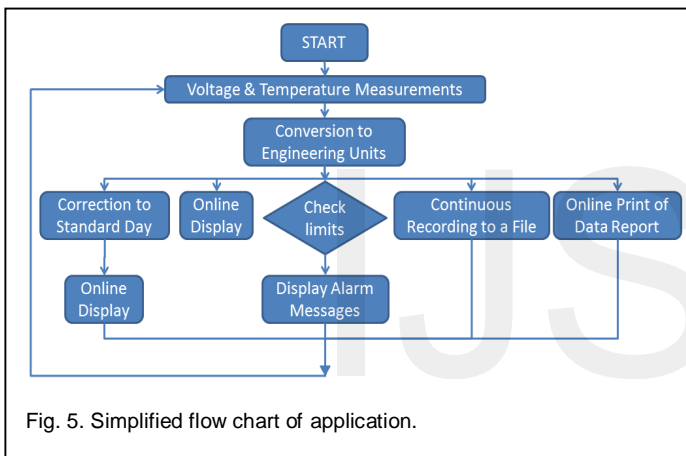 START
Voltage & Temperature Measurements
Conversion to
Engineering Units
Correction to
Standard Day
Online
Display
Check
limits
Continuous
Recording to a File
Online Print of
Data Report
Online
Display
Display Alarm
Messages
IJS
Fig. 5. Simplified flow chart of application.